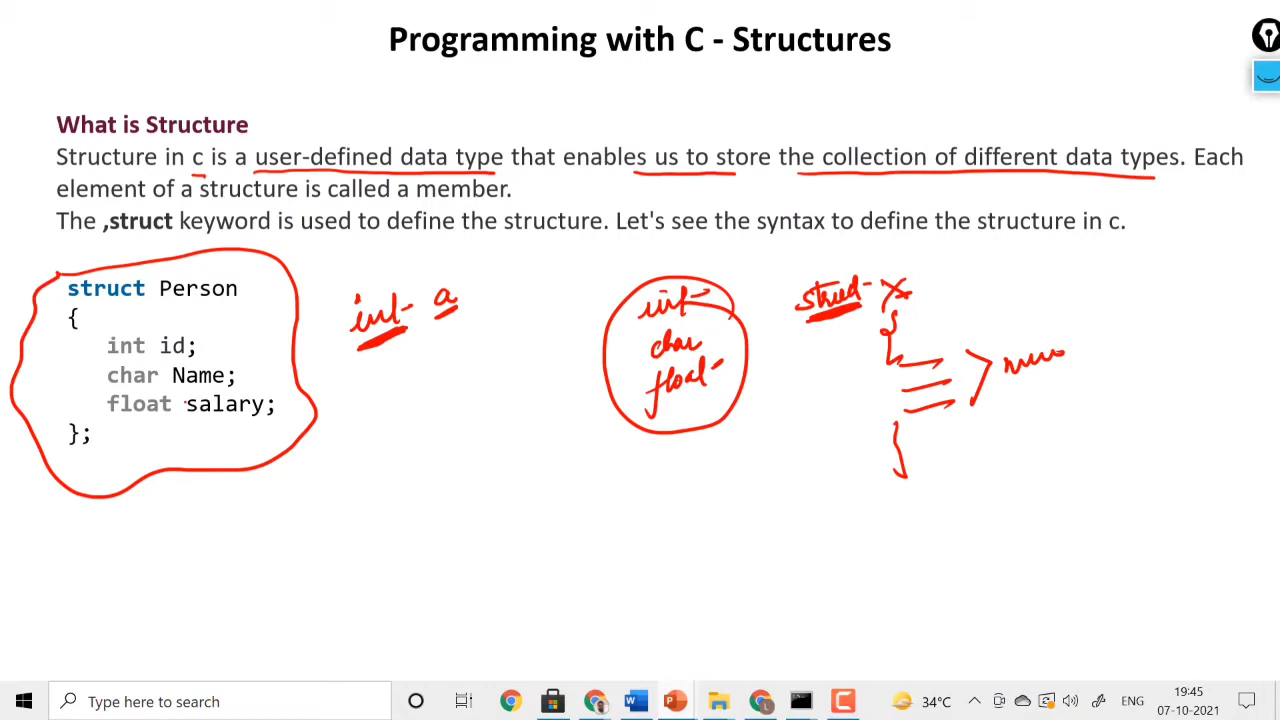 Programming with C - Structures
What is Structure
Structure in c is a user-defined data type that enables us to store the collection of different data types. Each
element of a structure is called a member.
The ,struct keyword is used to define the structure. Let's see the syntax to define the structure in c.
struct Person
{
int id;
char Name;
float salary;
};
int a
int
char
float
struct X
{
}
Type here to search
34°C
ENG
19:45
07-10-2021